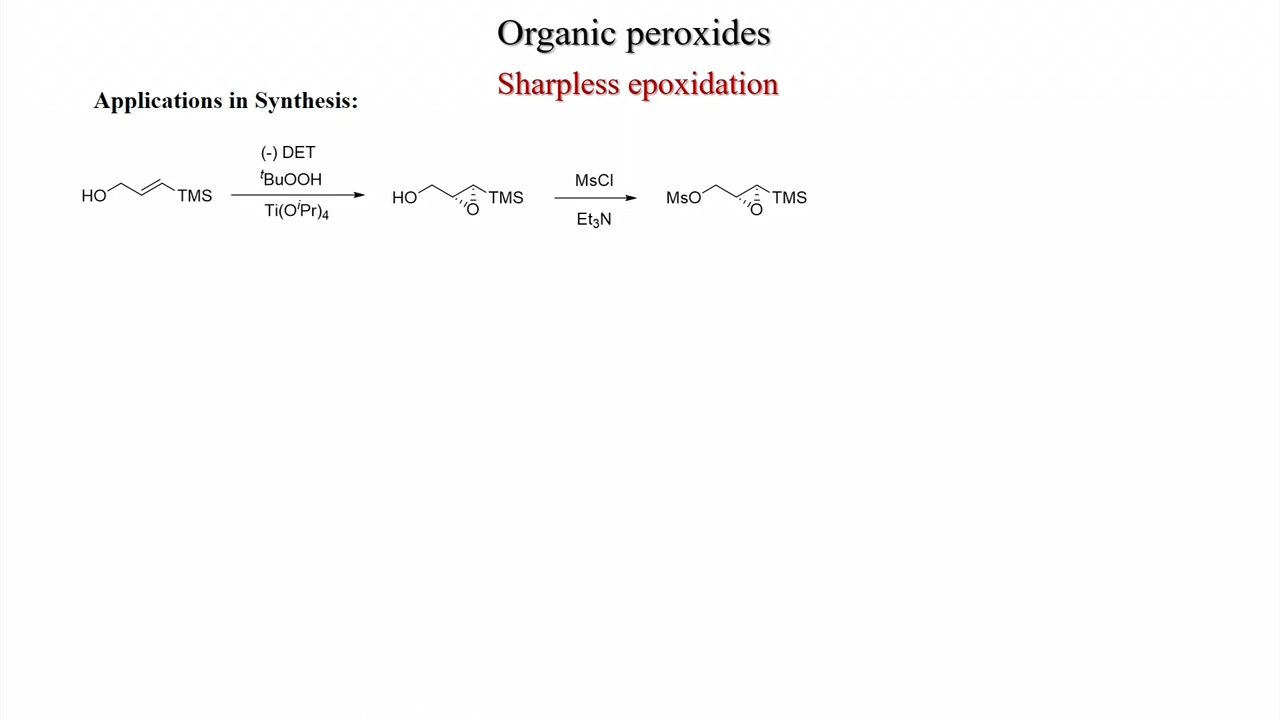 Organic peroxides
Sharpless epoxidation
Applications in Synthesis:
(-) DET
ᵗBuOOH
Ti(OⁱPr)₄
HO TMS
HO O TMS
MsCl
Et₃N
MsO O TMS